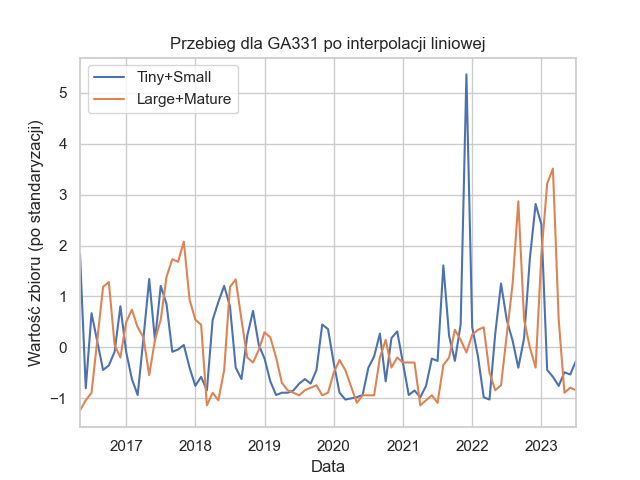 Przebieg dla GA331 po interpolacji liniowej
Tiny+Small
Large+Mature
Wartość zbioru (po standaryzacji)
5
4
3
2
1
0
−1
2017 2018 2019 2020 2021 2022 2023
Data